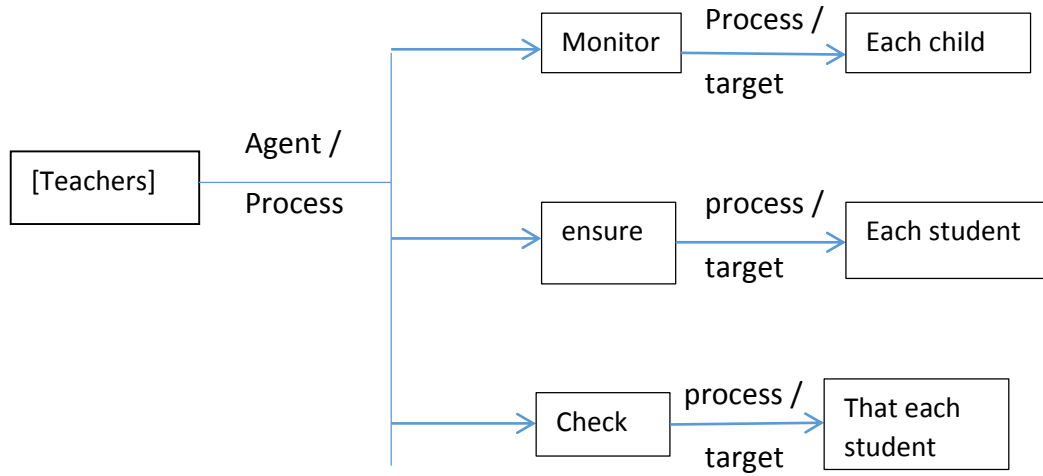 [Teachers]
Agent /
Process
Monitor
Process /
target
Each child
ensure
process /
target
Each student
Check
process /
target
That each
student